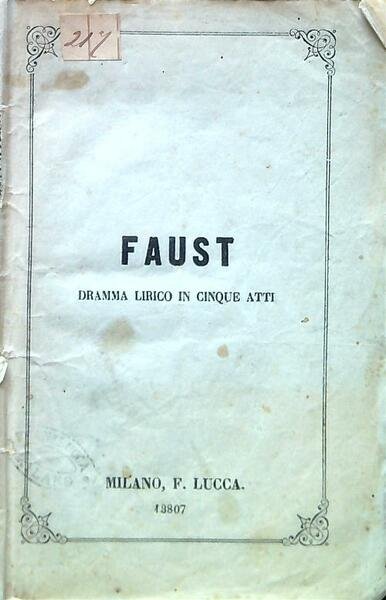 217
FAUST
DRAMMA LIRICO IN CINQUE ATTI
MILANO, F. LUCCA.
13807